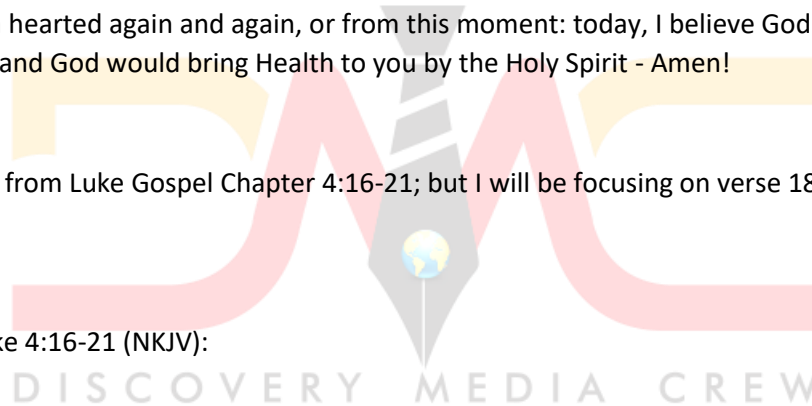 hearted again and again, or from this moment: today, I believe God
and God would bring Health to you by the Holy Spirit - Amen!
from Luke Gospel Chapter 4:16-21; but I will be focusing on verse 18
ke 4:16-21 (NKJV):
DMC
DISCOVERY MEDIA CREW